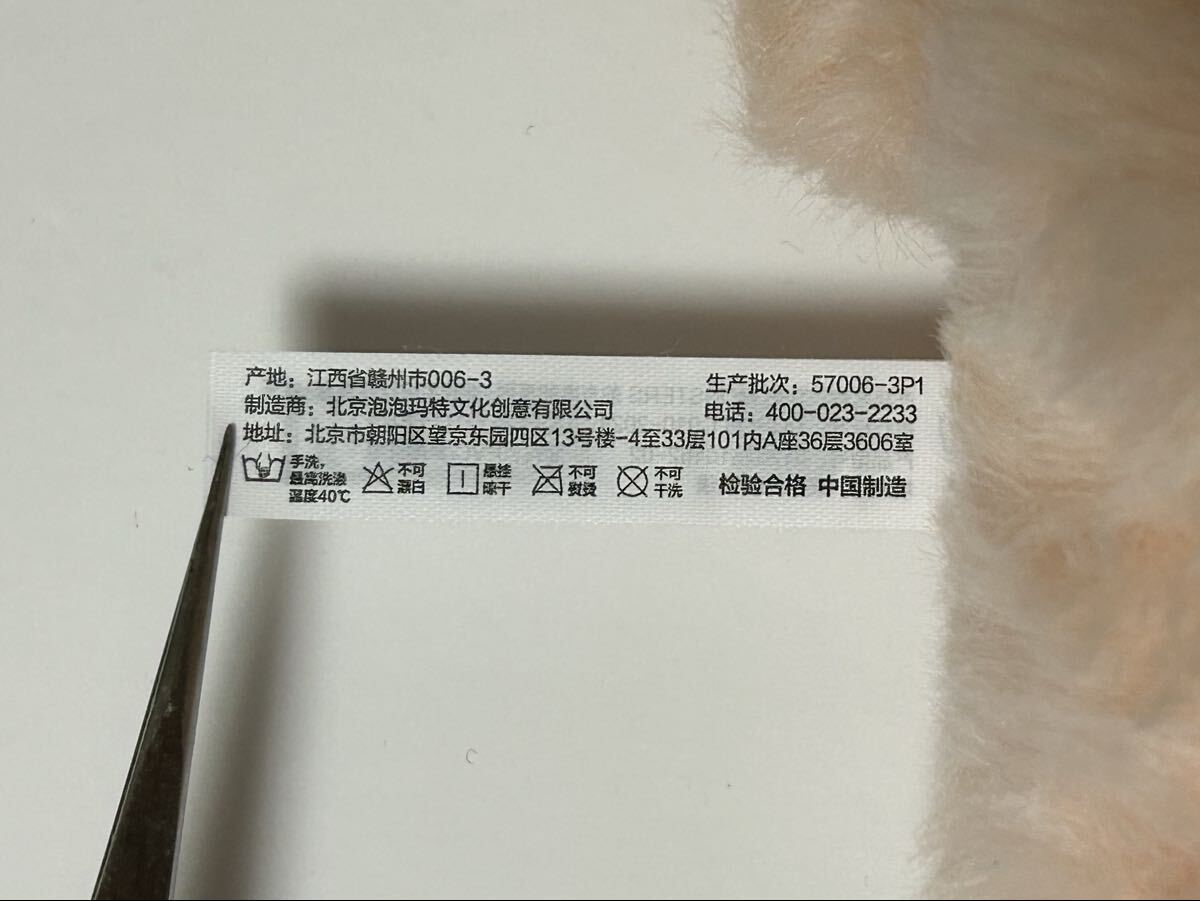 产地：江西省赣州市006-3 生产批次：57006-3P1
制造商：北京泡泡玛特文化创意有限公司 电话：400-023-2233
地址：北京市朝阳区望京东园四区13号楼-4至33层101内A座36层3606室
手洗，
最高洗涤
温度40℃
不可
漂白
悬挂
晾干
不可
熨烫
不可
干洗
检验合格 中国制造